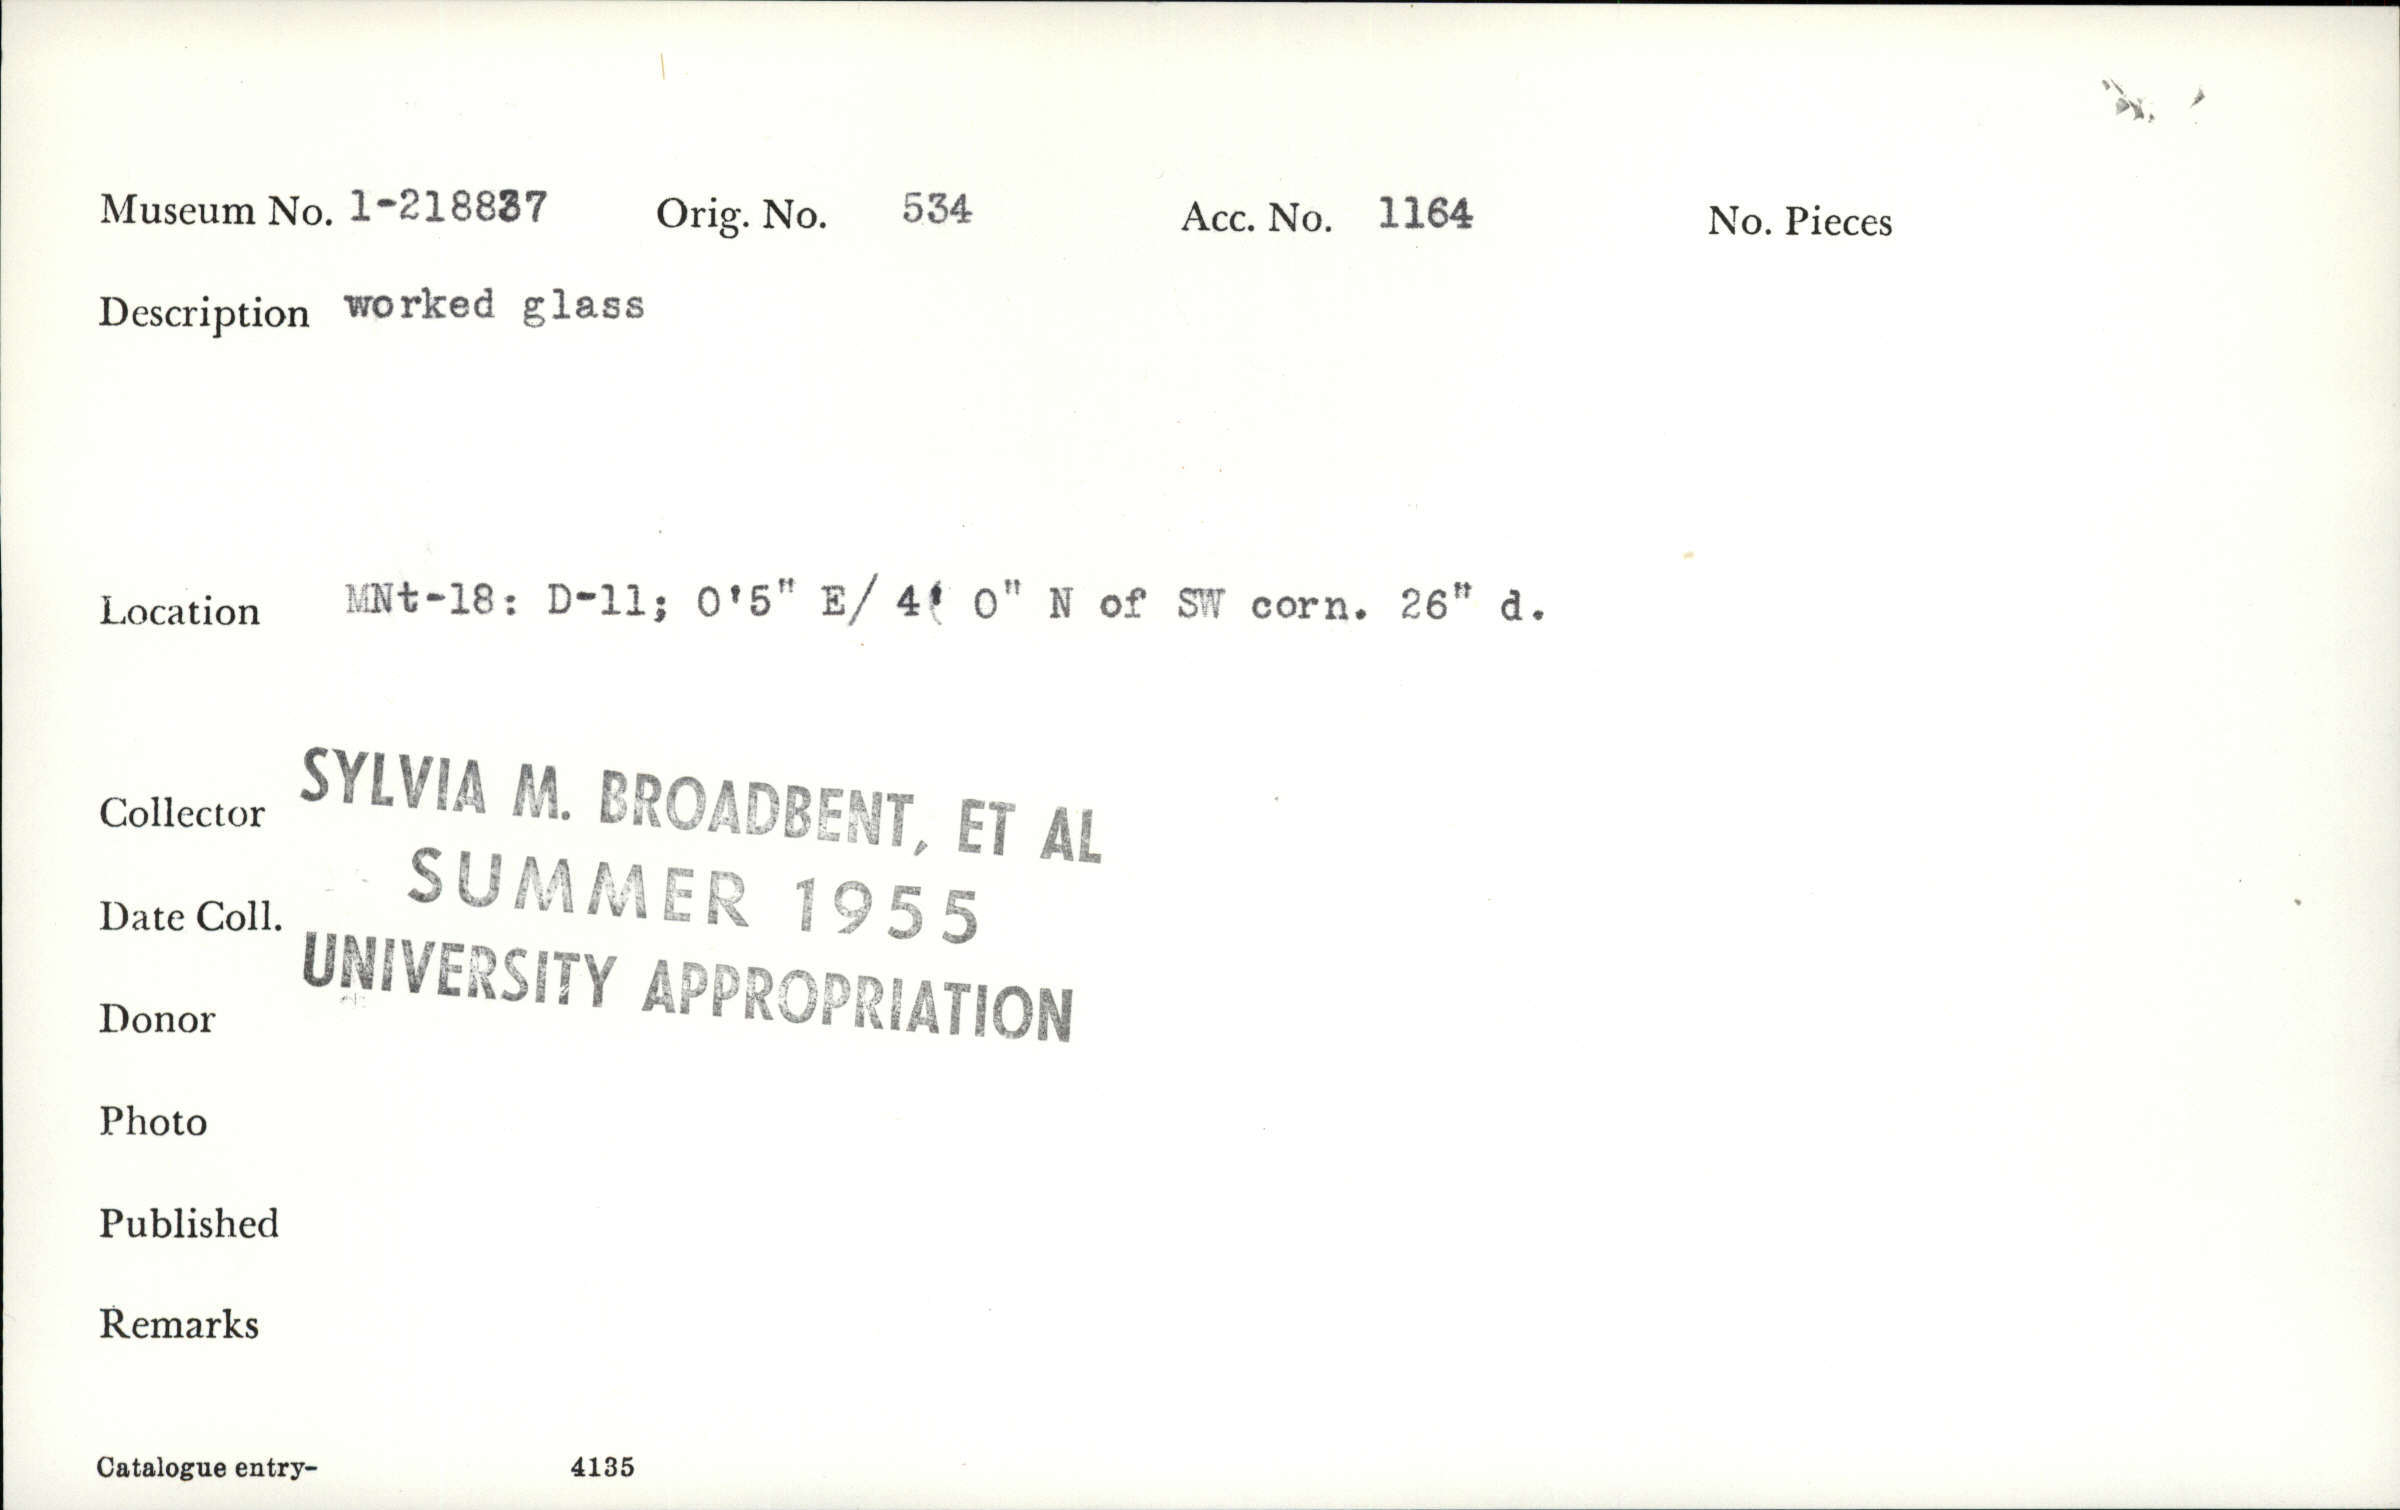 Museum No. 1-218837 Orig. No. 534 Acc. No. 1164 No. Pieces
Description worked glass
Location MNt-18: D-11; 0'5" E/ 4' 0" N of SW corn. 26" d.
Collector SYLVIA M. BROADBENT, ET AL
Date Coll. SUMMER 1955
Donor UNIVERSITY APPROPRIATION
Photo
Published
Remarks
Catalogue entry- 4135